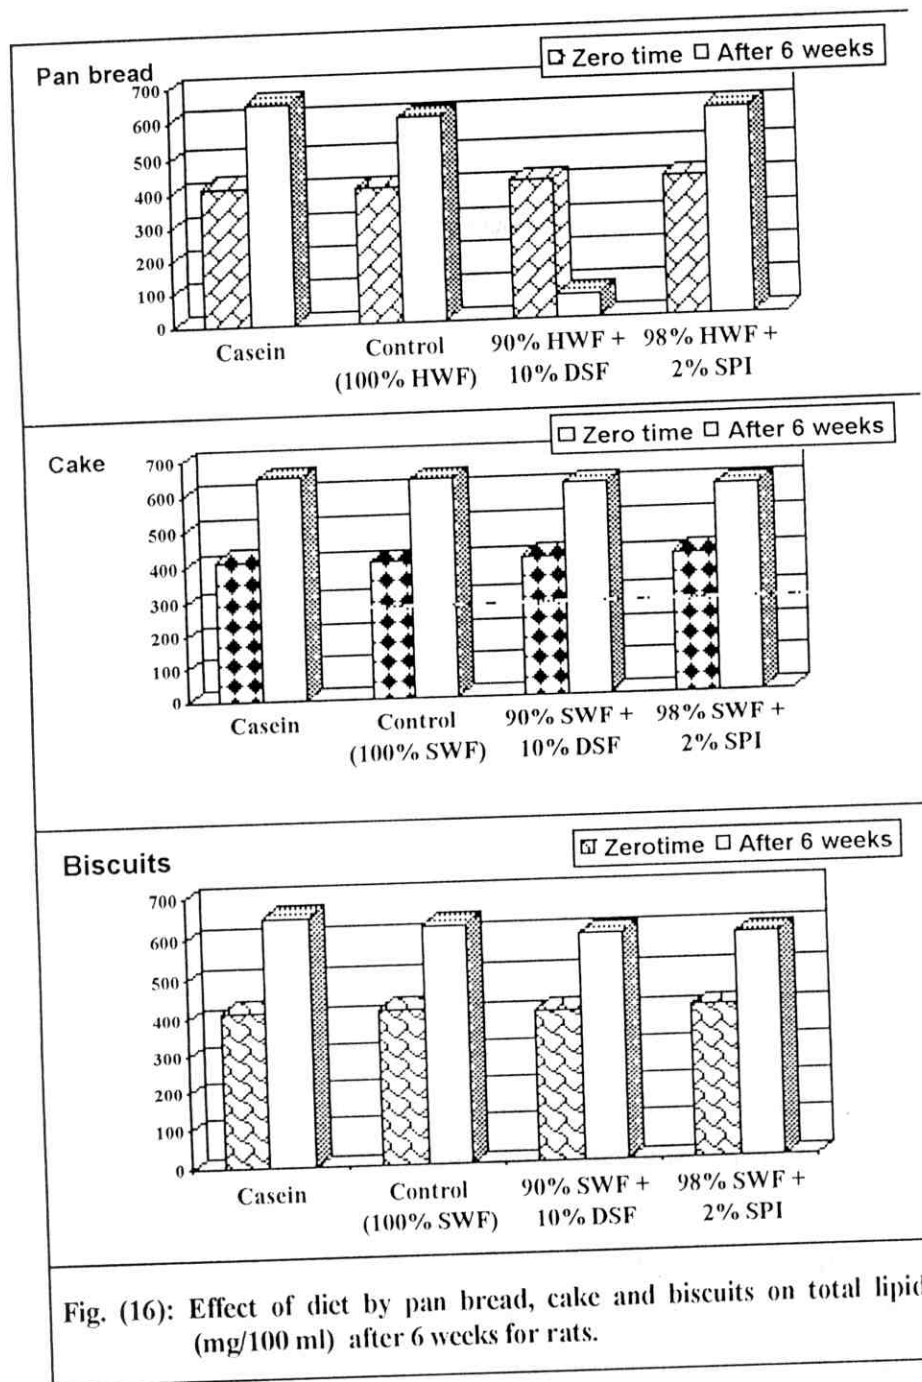 Pan bread
Zero time After 6 weeks
700
600
500
400
300
200
100
0
Casein
Control
(100% HWF)
90% HWF +
10% DSF
98% HWF +
2% SPI
Cake
Zero time After 6 weeks
700
600
500
400
300
200
100
0
Casein
Control
(100% SWF)
90% SWF +
10% DSF
98% SWF +
2% SPI
Biscuits
Zerotime After 6 weeks
700
600
500
400
300
200
100
0
Casein
Control
(100% SWF)
90% SWF +
10% DSF
98% SWF +
2% SPI
Fig. (16): Effect of diet by pan bread, cake and biscuits on total lipid
(mg/100 ml) after 6 weeks for rats.